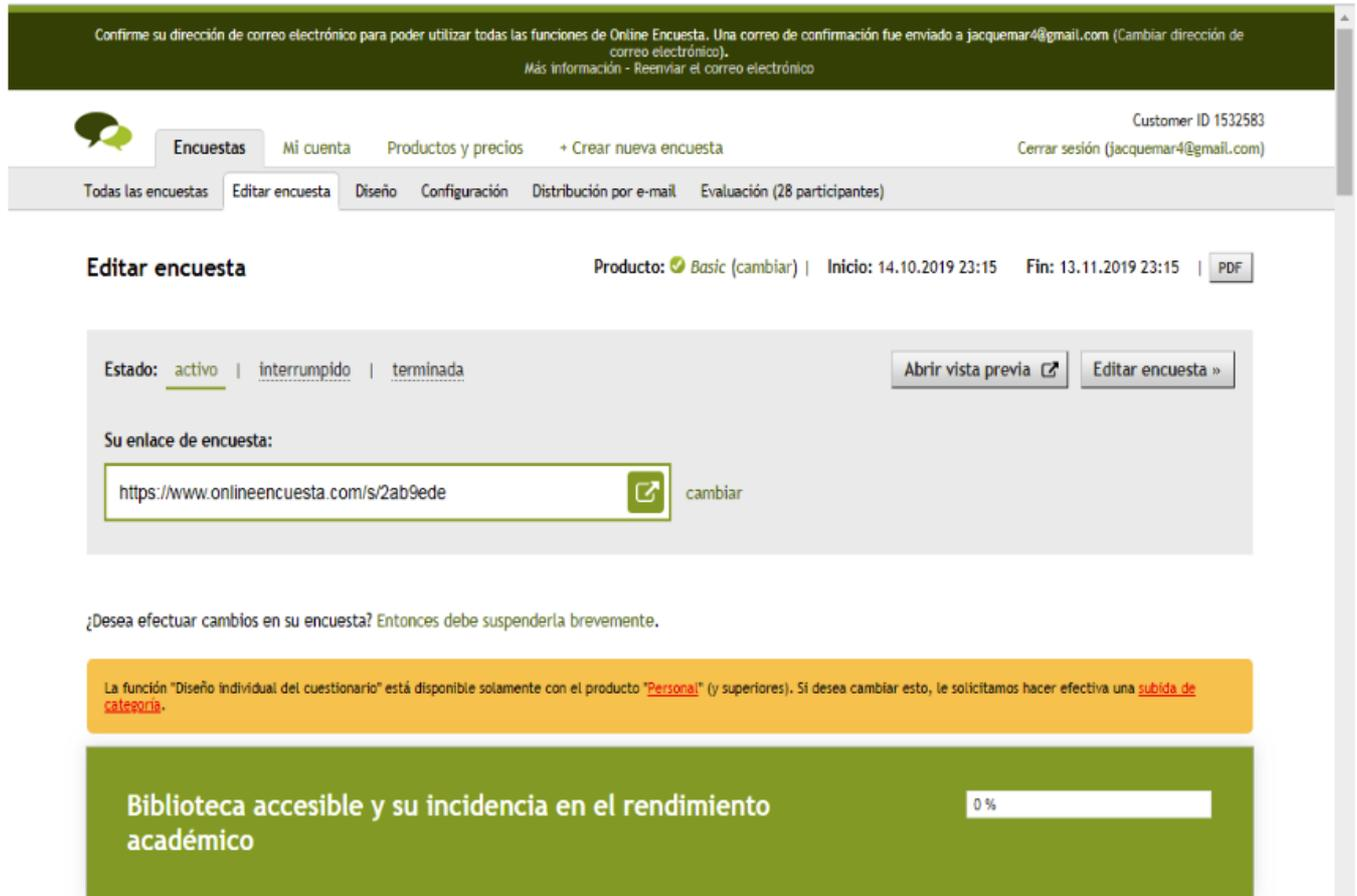 Confirme su dirección de correo electrónico para poder utilizar todas las funciones de Online Encuesta. Una correo de confirmación fue enviado a jacquemar4@gmail.com (Cambiar dirección de
correo electrónico).
Más información - Reenviar el correo electrónico
Customer ID 1532583
Encuestas Mi cuenta Productos y precios + Crear nueva encuesta Cerrar sesión (jacquemar4@gmail.com)
Todas las encuestas Editar encuesta Diseño Configuración Distribución por e-mail Evaluación (28 participantes)
Editar encuesta Producto: Basic (cambiar) | Inicio: 14.10.2019 23:15 Fin: 13.11.2019 23:15 | PDF
Estado: activo | interrumpido | terminada Abrir vista previa Editar encuesta »
Su enlace de encuesta:
https://www.onlineencuesta.com/s/2ab9ede cambiar
¿Desea efectuar cambios en su encuesta? Entonces debe suspenderla brevemente.
La función "Diseño individual del cuestionario" está disponible solamente con el producto "Personal" (y superiores). Si desea cambiar esto, le solicitamos hacer efectiva una subida de
categoría.
Biblioteca accesible y su incidencia en el rendimiento
académico
0 %